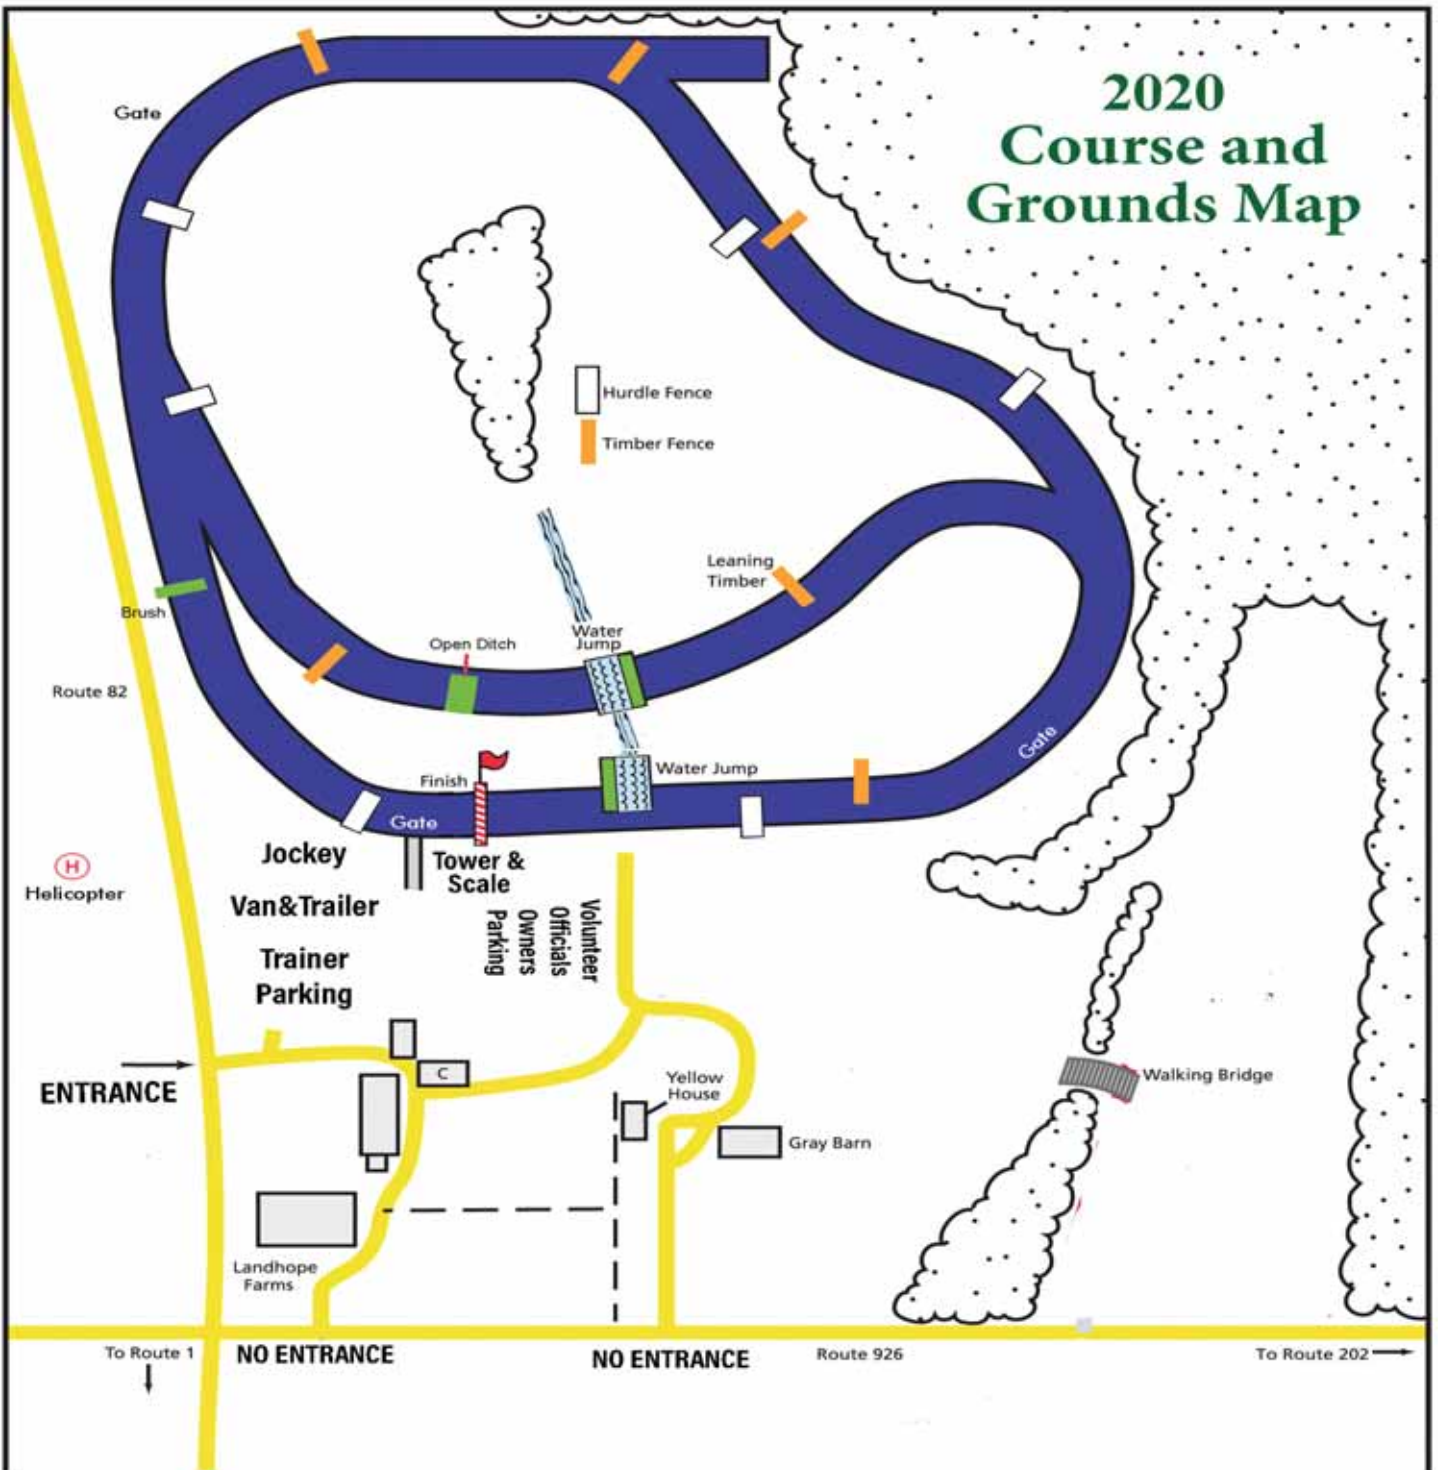 2020
Course and
Grounds Map
Gate
Hurdle Fence
Timber Fence
Leaning
Timber
Brush
Water
Jump
Open Ditch
Route 82
Gate
Water Jump
Finish
Gate
Jockey
Tower &
Scale
H
Helicopter
Van&Trailer
Volunteer
Officials
Owners
Parking
Trainer
Parking
C
ENTRANCE
Yellow
House
Walking Bridge
Gray Barn
Landhope
Farms
To Route 1
NO ENTRANCE
NO ENTRANCE
Route 926
To Route 202